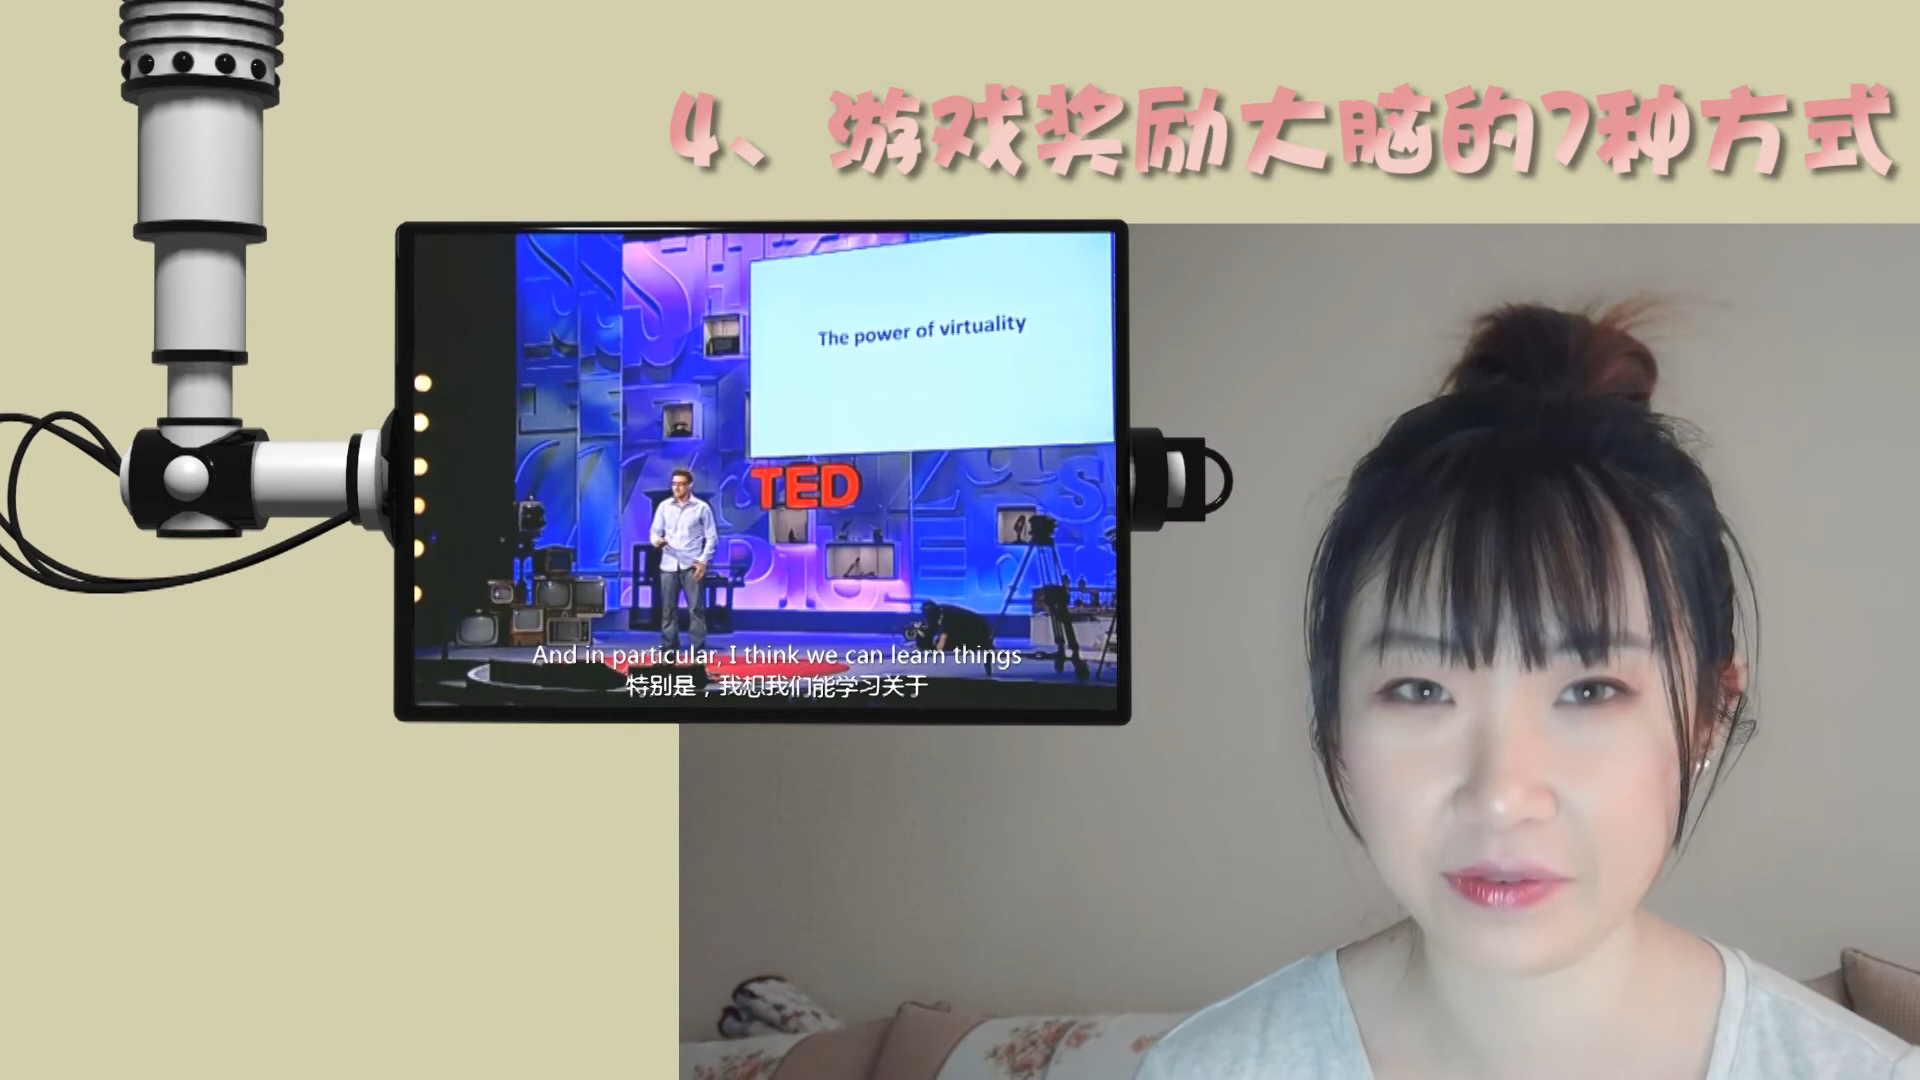 4、游戏奖励大脑的7种方式
The power of virtuality
TED
And in particular, I think we can learn things
特别是，我想我们能学习关于